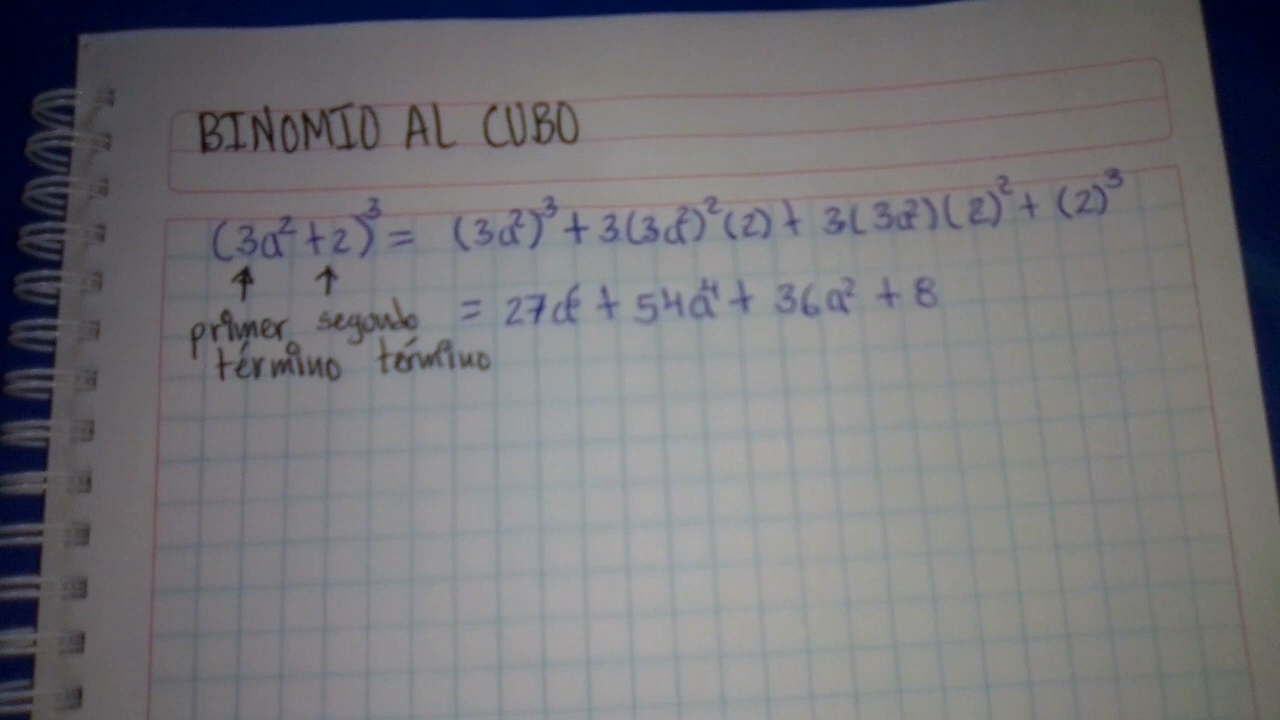 BINOMIO AL CUBO
(3a²+2)³ = (3a²)³ + 3(3a²)²(2) + 3(3a²)(2)² + (2)³
= 27a⁶ + 54a⁴ + 36a² + 8
primer segundo
término término